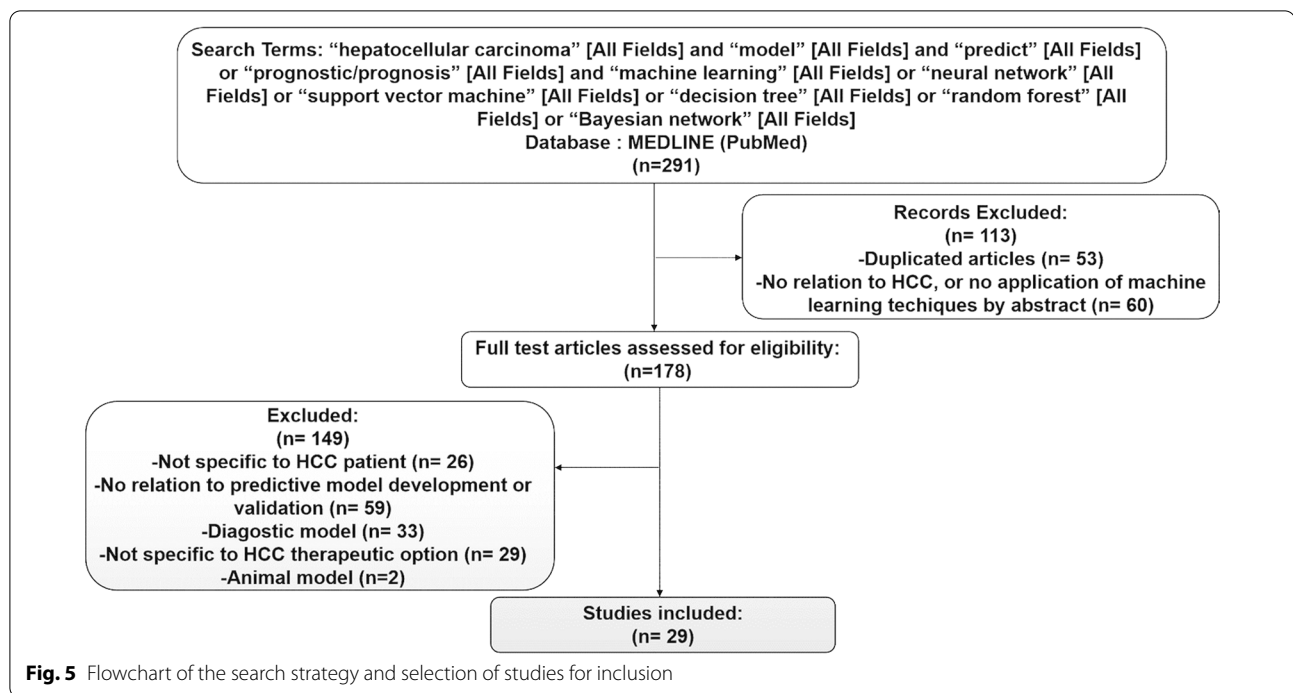 Search Terms: “hepatocellular carcinoma” [All Fields] and “model” [All Fields] and “predict” [All Fields]
or “prognostic/prognosis” [All Fields] and “machine learning” [All Fields] or “neural network” [All
Fields] or “support vector machine” [All Fields] or “decision tree” [All Fields] or “random forest” [All
Fields] or “Bayesian network” [All Fields]
Database : MEDLINE (PubMed)
(n=291)
Records Excluded:
(n= 113)
-Duplicated articles (n= 53)
-No relation to HCC, or no application of machine
learning techiques by abstract (n= 60)
Full test articles assessed for eligibility:
(n=178)
Excluded:
(n= 149)
-Not specific to HCC patient (n= 26)
-No relation to predictive model development or
validation (n= 59)
-Diagostic model (n= 33)
-Not specific to HCC therapeutic option (n= 29)
-Animal model (n=2)
Studies included:
(n= 29)
Fig. 5 Flowchart of the search strategy and selection of studies for inclusion